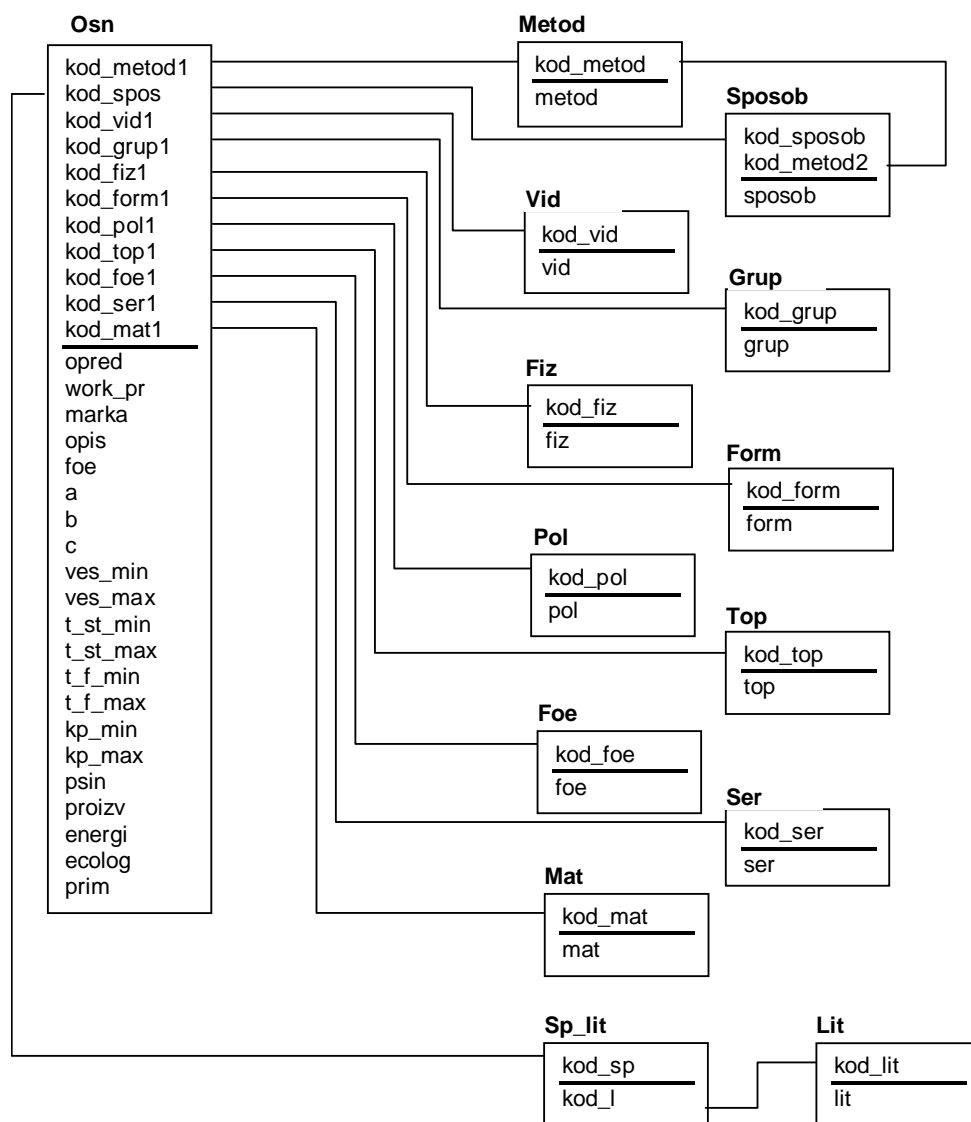 Osn
kod_metod1
kod_spos
kod_vid1
kod_grup1
kod_fiz1
kod_form1
kod_pol1
kod_top1
kod_foe1
kod_ser1
kod_mat1
opred
work_pr
marka
opis
foe
a
b
c
ves_min
ves_max
t_st_min
t_st_max
t_f_min
t_f_max
kp_min
kp_max
psin
proizv
energi
ecolog
prim
Metod
kod_metod
metod
Sposob
kod_sposob
kod_metod2
sposob
Vid
kod_vid
vid
Grup
kod_grup
grup
Fiz
kod_fiz
fiz
Form
kod_form
form
Pol
kod_pol
pol
Top
kod_top
top
Foe
kod_foe
foe
Ser
kod_ser
ser
Mat
kod_mat
mat
Sp_lit
kod_sp
kod_l
Lit
kod_lit
lit